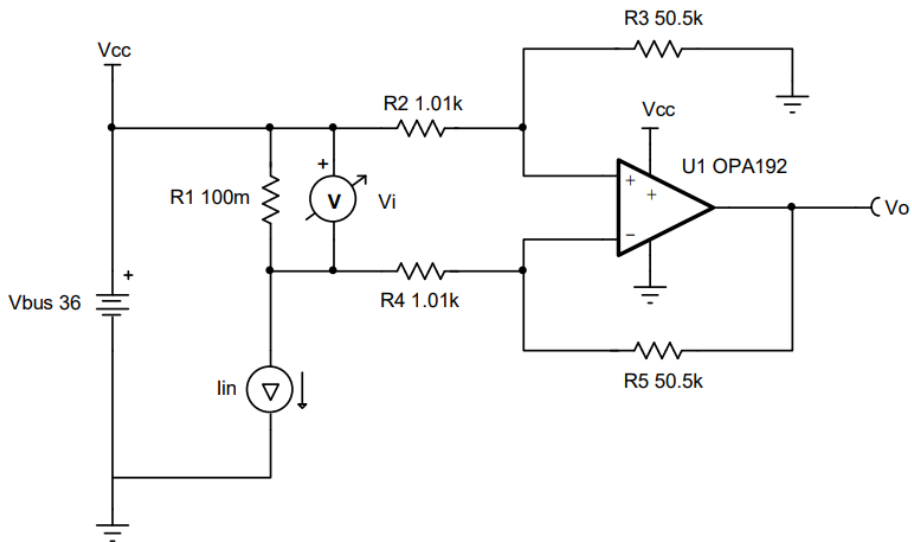 R3 50.5k
Vcc
R2 1.01k
Vcc
U1 OPA192
+
R1 100m
V
Vi
+
+
-
Vo
+
Vbus 36
R4 1.01k
Iin
R5 50.5k